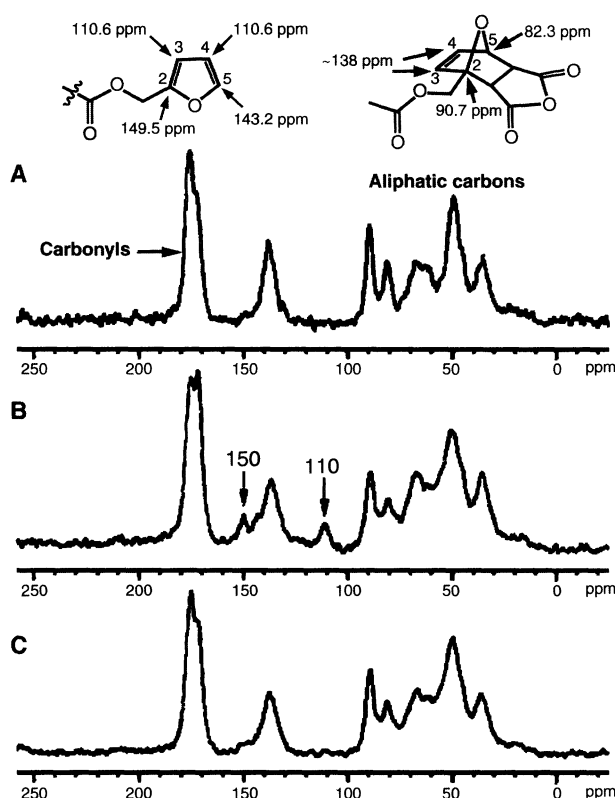 110.6 ppm
110.6 ppm
3
4
2
5
O
O
O
149.5 ppm
143.2 ppm
O
5
82.3 ppm
4
~138 ppm
3
2
O
O
O
O
O
90.7 ppm
A
Aliphatic carbons
Carbonyls
250 200 150 100 50 0 ppm
B
150
110
250 200 150 100 50 0 ppm
C
250 200 150 100 50 0 ppm